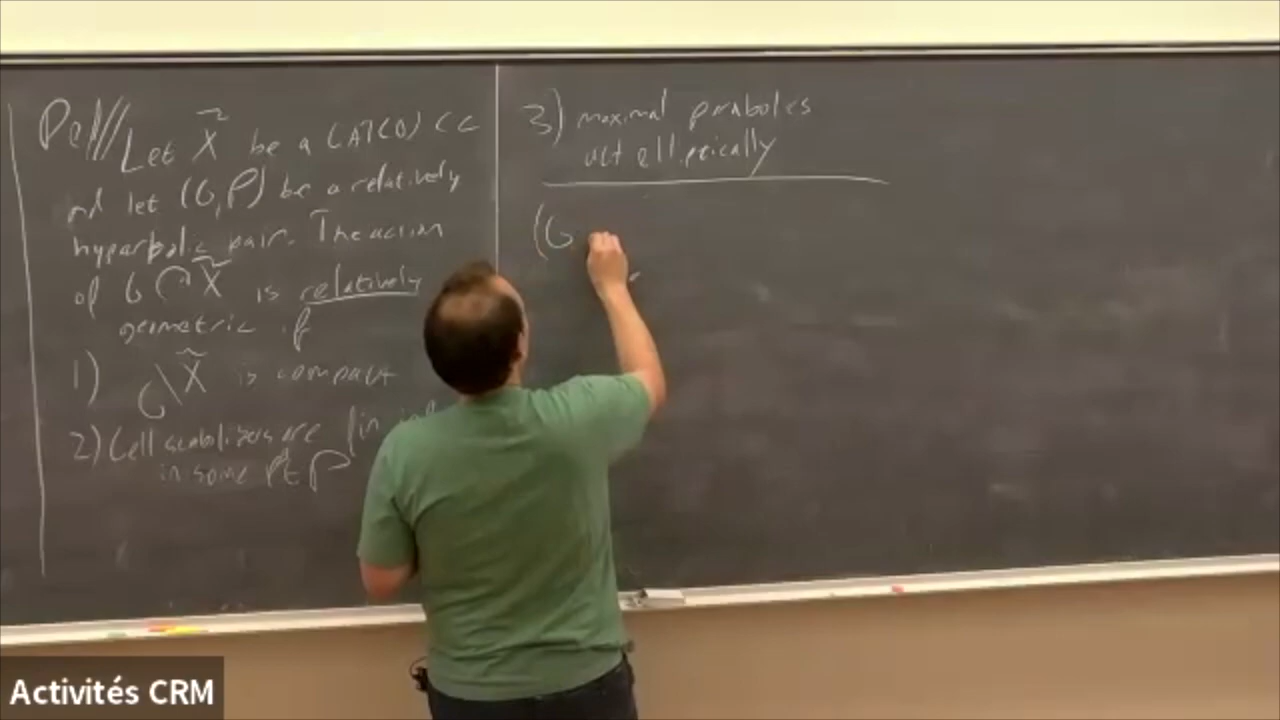 Def // Let X̃ be a CAT(0) CC
and let (G,P) be a relatively
hyperbolic pair. The action
of G ↷ X̃ is relatively
geometric if
1) G\X̃ is compact
2) Cell stabilizers are fin
in some P ∈ P
3) maximal parabolics
act elliptically
(G
Activités CRM